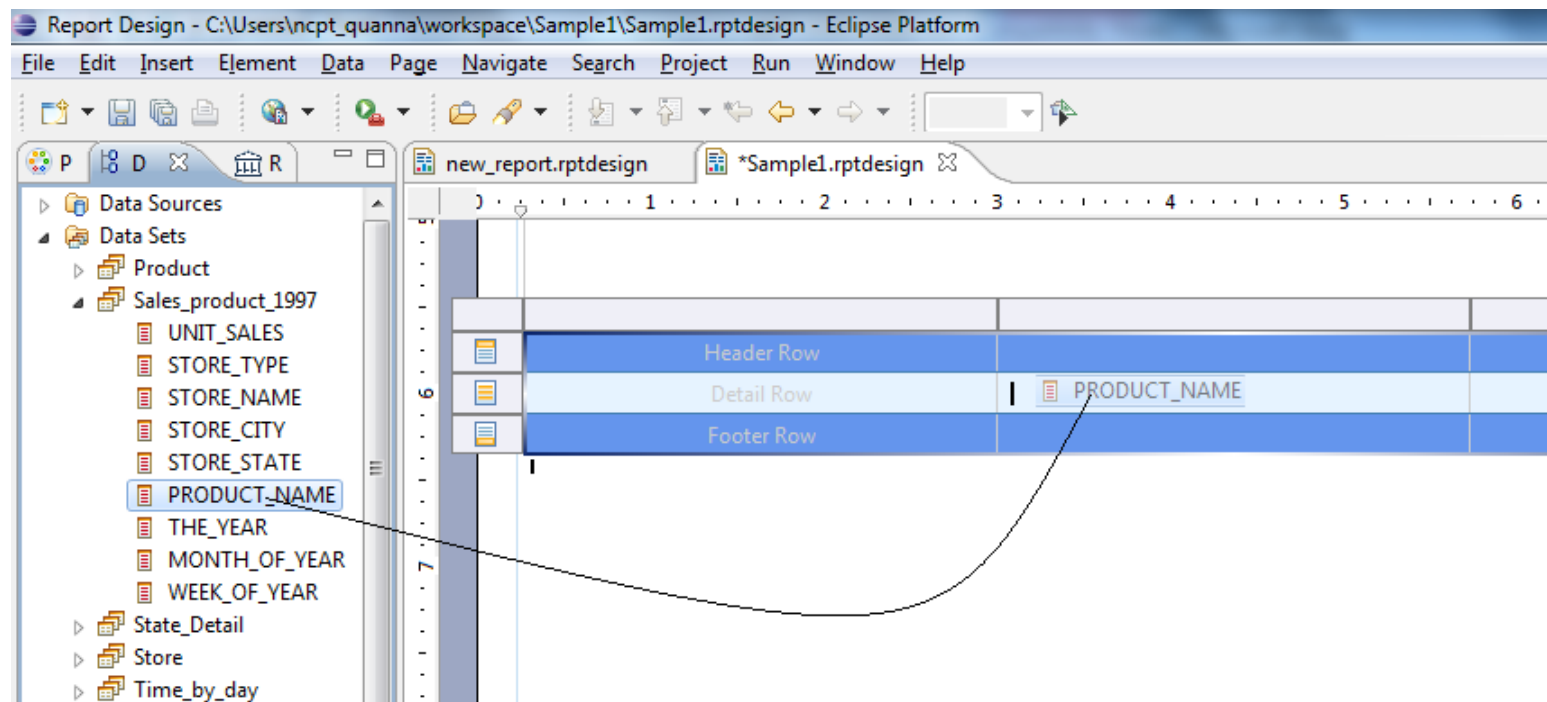 Report Design - C:\Users\ncpt_quanna\workspace\Sample1\Sample1.rptdesign - Eclipse Platform
File Edit Insert Element Data Page Navigate Search Project Run Window Help
P D R
new_report.rptdesign *Sample1.rptdesign
0 1 2 3 4 5 6
Data Sources
Data Sets
Product
Sales_product_1997
UNIT_SALES
STORE_TYPE
STORE_NAME
STORE_CITY
STORE_STATE
PRODUCT_NAME
THE_YEAR
MONTH_OF_YEAR
WEEK_OF_YEAR
State_Detail
Store
Time_by_day
6
7
Header Row
Detail Row PRODUCT_NAME
Footer Row